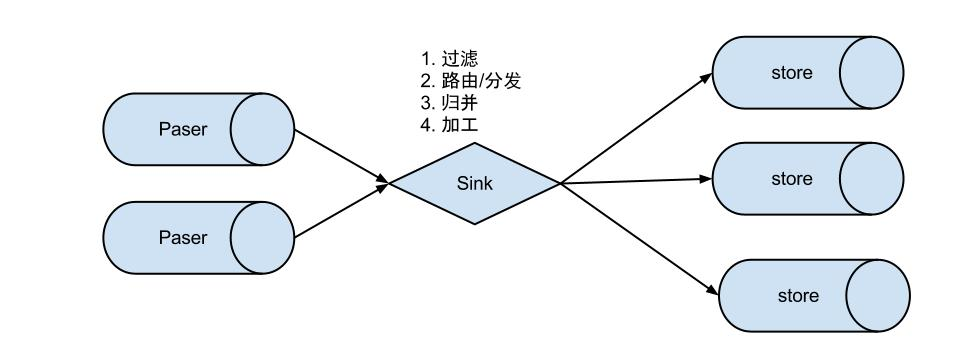 1. 过滤
2. 路由/分发
3. 归并
4. 加工
Paser
Paser
Sink
store
store
store